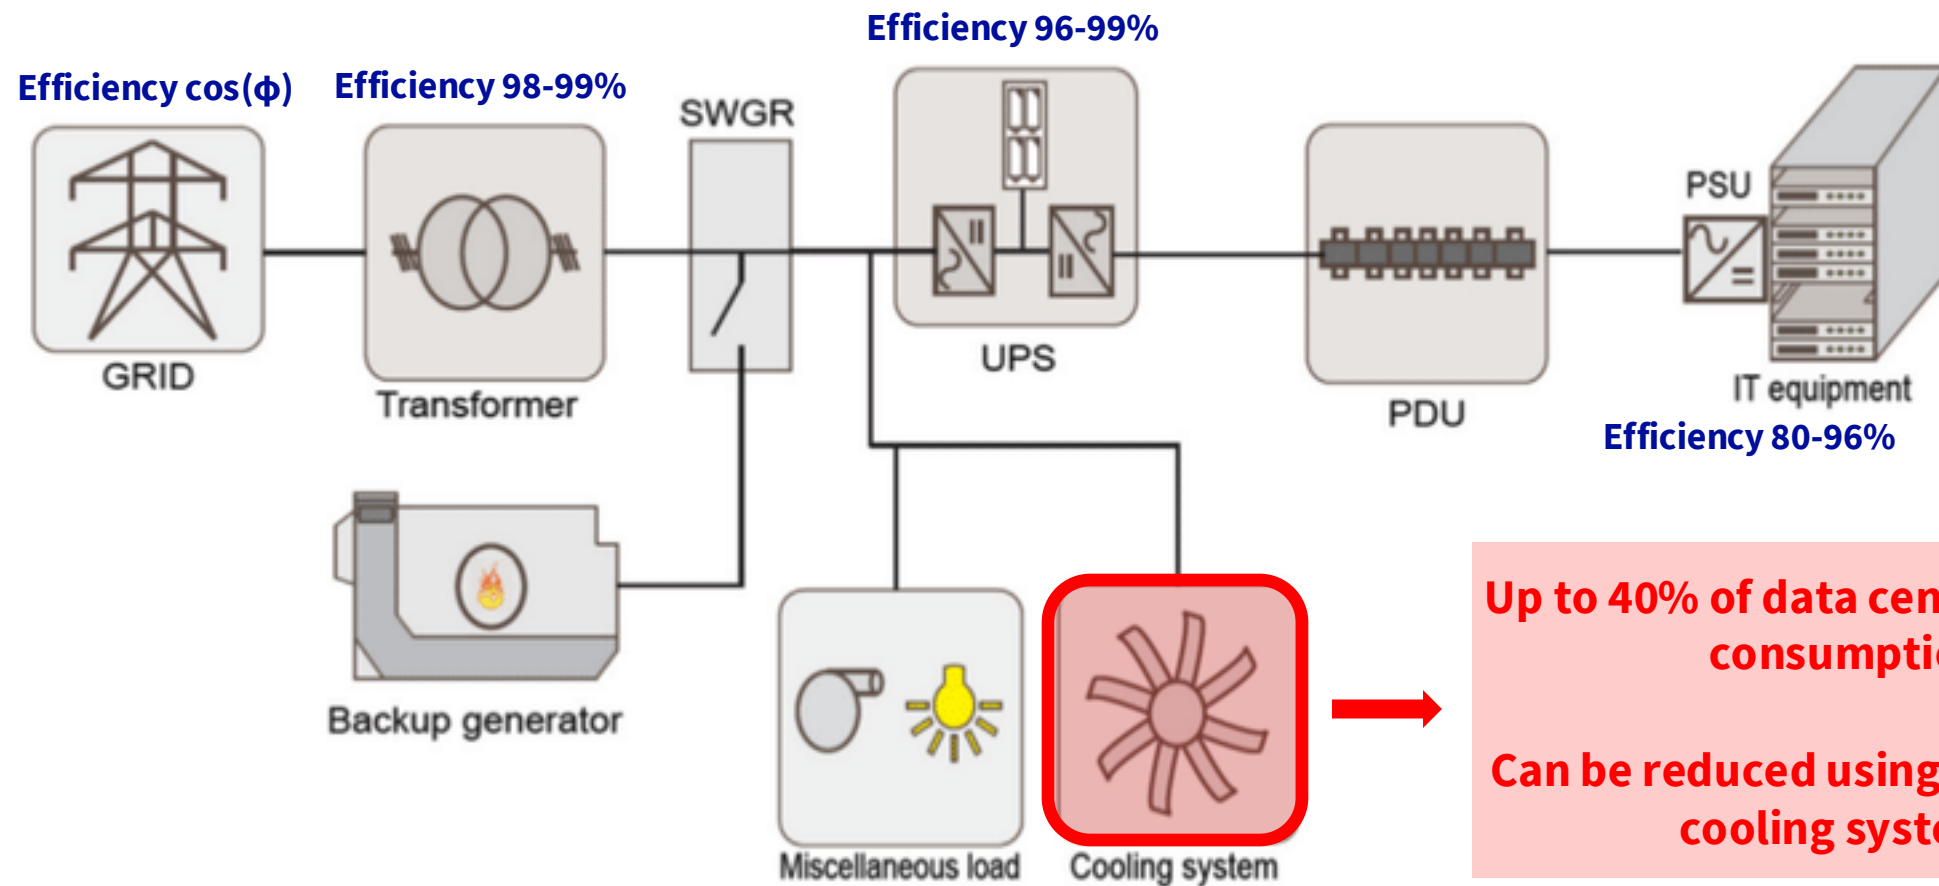 Efficiency 96-99%
Efficiency cos(ϕ)
Efficiency 98-99%
SWGR
PSU
GRID
Transformer
UPS
PDU
IT equipment
Efficiency 80-96%
Up to 40% of data cen
consumpti
Can be reduced using
cooling syst
Backup generator
Miscellaneous load
Cooling system